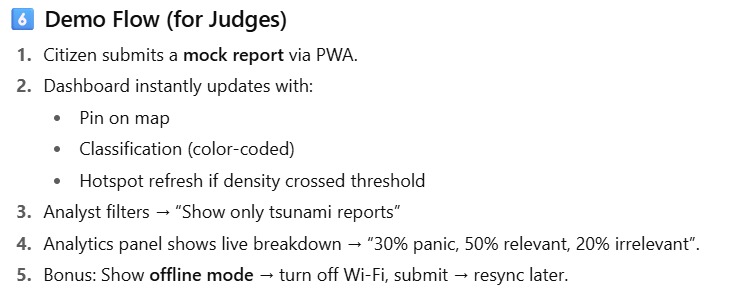 6 Demo Flow (for Judges)
1. Citizen submits a mock report via PWA.
2. Dashboard instantly updates with:
• Pin on map
• Classification (color-coded)
• Hotspot refresh if density crossed threshold
3. Analyst filters → “Show only tsunami reports”
4. Analytics panel shows live breakdown → “30% panic, 50% relevant, 20% irrelevant”.
5. Bonus: Show offline mode → turn off Wi-Fi, submit → resync later.